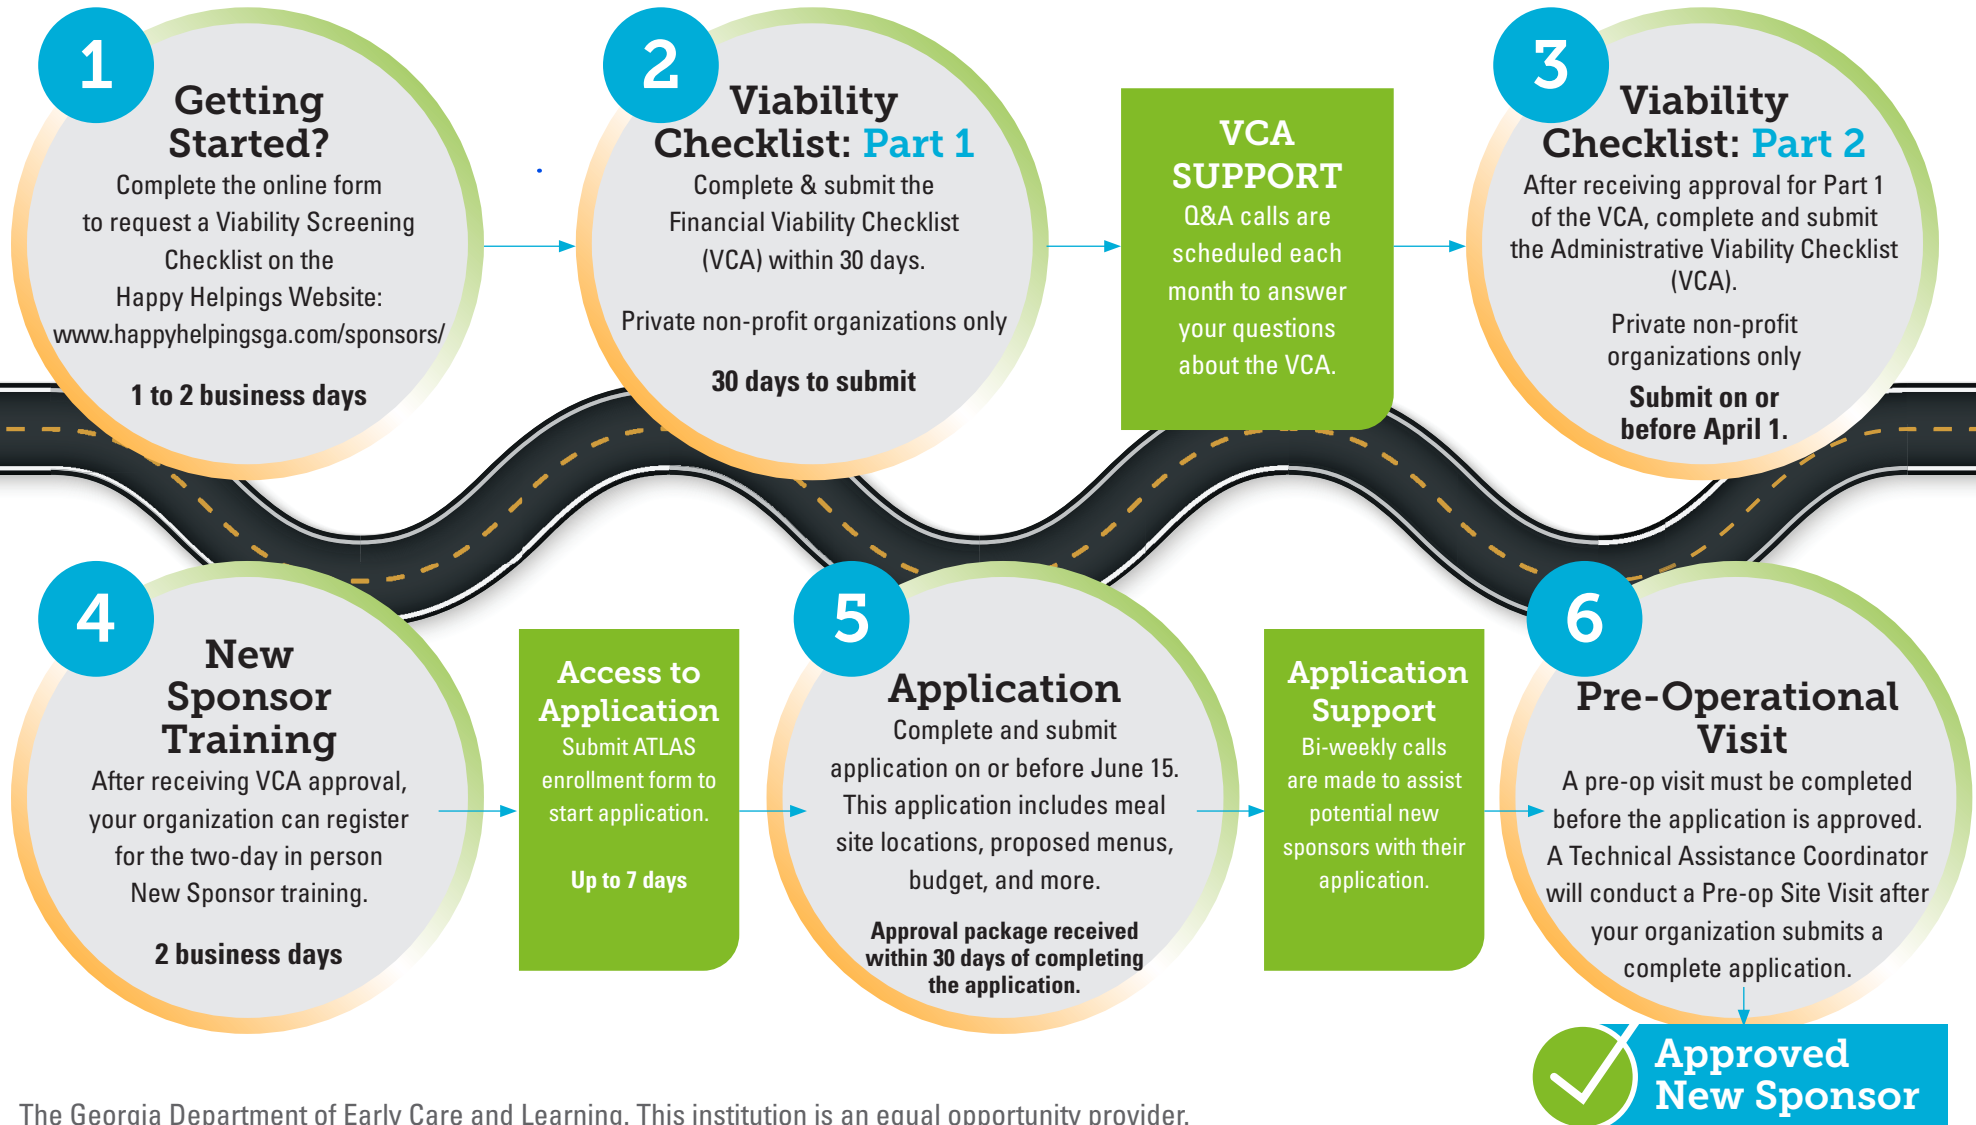 1
Getting
Started?
Complete the online form
to request a Viability Screening
Checklist on the
Happy Helpings Website:
www.happyhelpingsga.com/sponsors/
1 to 2 business days
2
Viability
Checklist: Part 1
Complete & submit the
Financial Viability Checklist
(VCA) within 30 days.
Private non-profit organizations only
30 days to submit
VCA
SUPPORT
Q&A calls are
scheduled each
month to answer
your questions
about the VCA.
3
Viability
Checklist: Part 2
After receiving approval for Part 1
of the VCA, complete and submit
the Administrative Viability Checklist
(VCA).
Private non-profit
organizations only
Submit on or
before April 1.
4
New
Sponsor
Training
After receiving VCA approval,
your organization can register
for the two-day in person
New Sponsor training.
2 business days
Access to
Application
Submit ATLAS
enrollment form to
start application.
Up to 7 days
5
Application
Complete and submit
application on or before June 15.
This application includes meal
site locations, proposed menus,
budget, and more.
Approval package received
within 30 days of completing
the application.
Application
Support
Bi-weekly calls
are made to assist
potential new
sponsors with their
application.
6
Pre-Operational
Visit
A pre-op visit must be completed
before the application is approved.
A Technical Assistance Coordinator
will conduct a Pre-op Site Visit after
your organization submits a
complete application.
Approved
New Sponsor
The Georgia Department of Early Care and Learning. This institution is an equal opportunity provider.